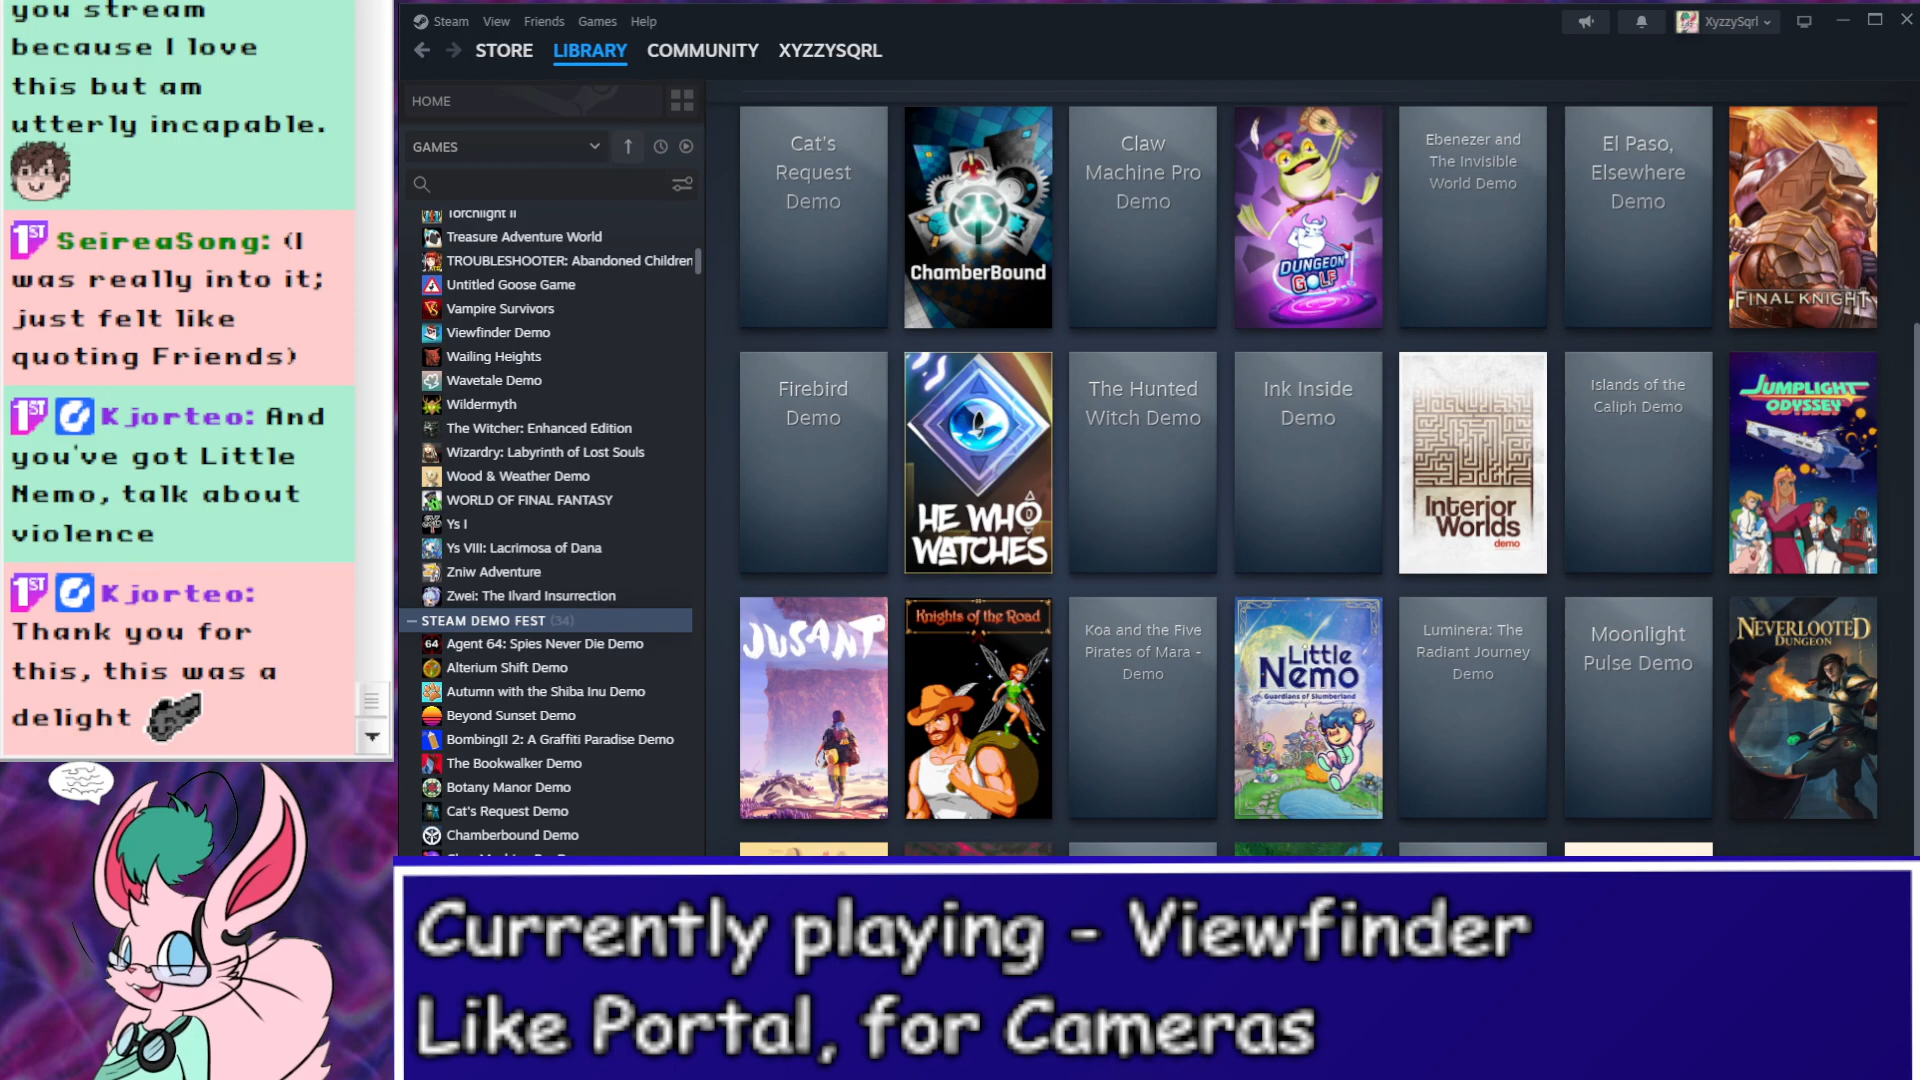 you stream
because I love
this but am
utterly incapable.
1ST SeireaSong: (I
was really into it;
just felt like
quoting Friends)
1ST Kjorteo: And
you've got Little
Nemo, talk about
violence
1ST Kjorteo:
Thank you for
this, this was a
delight
Steam View Friends Games Help
XyzzySqrl
STORE LIBRARY COMMUNITY XYZZYSQRL
HOME
GAMES
Torchlight II
Treasure Adventure World
TROUBLESHOOTER: Abandoned Children
Untitled Goose Game
Vampire Survivors
Viewfinder Demo
Wailing Heights
Wavetale Demo
Wildermyth
The Witcher: Enhanced Edition
Wizardry: Labyrinth of Lost Souls
Wood & Weather Demo
WORLD OF FINAL FANTASY
Ys I
Ys VIII: Lacrimosa of Dana
Zniw Adventure
Zwei: The Ilvard Insurrection
STEAM DEMO FEST (34)
64 Agent 64: Spies Never Die Demo
Alterium Shift Demo
Autumn with the Shiba Inu Demo
Beyond Sunset Demo
Bombing!! 2: A Graffiti Paradise Demo
The Bookwalker Demo
Botany Manor Demo
Cat's Request Demo
Chamberbound Demo
Cat's
Request
Demo
ChamberBound
Claw
Machine Pro
Demo
DUNGEON
GOLF
Ebenezer and
The Invisible
World Demo
El Paso,
Elsewhere
Demo
FINAL KNIGHT
Firebird
Demo
HE WHO
WATCHES
The Hunted
Witch Demo
Ink Inside
Demo
Interior
Worlds
demo
Islands of the
Caliph Demo
JUMPLIGHT
ODYSSEY
JUSANT
Knights of the Road
Koa and the Five
Pirates of Mara -
Demo
Little
Nemo
Guardians of Slumberland
Luminera: The
Radiant Journey
Demo
Moonlight
Pulse Demo
NEVERLOOTED
DUNGEON
Currently playing - Viewfinder
Like Portal, for Cameras